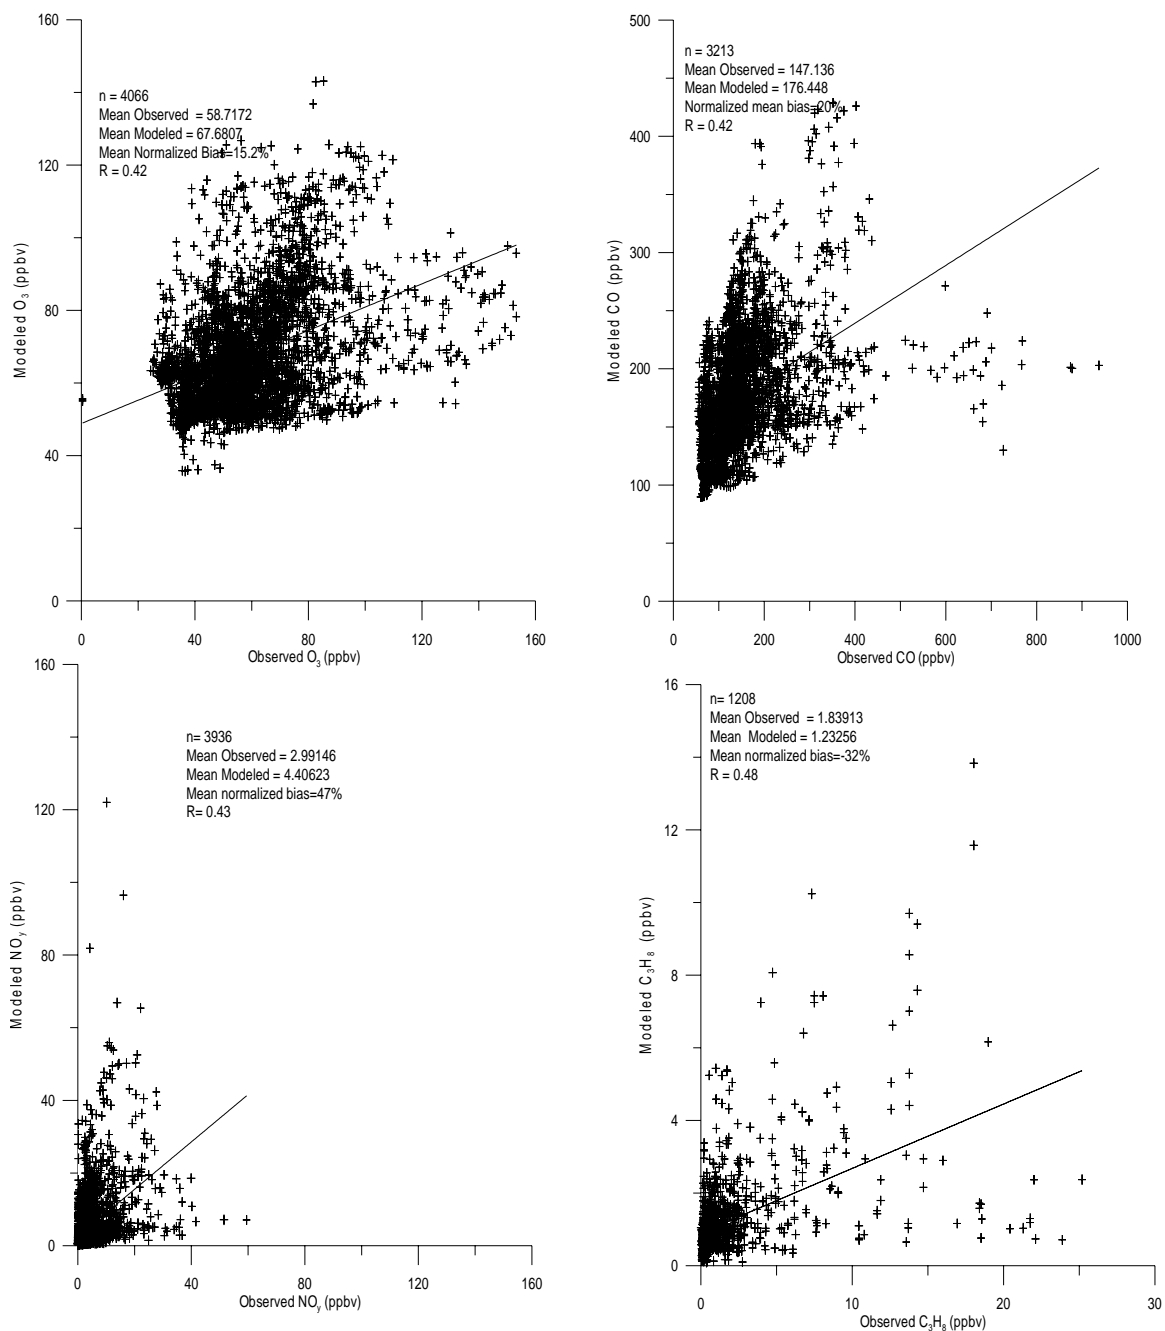 160
120
80
40
0
Modeled O3 (ppbv)
n = 4066
Mean Observed = 58.7172
Mean Modeled = 67.6807
Mean Normalized Bias=15.2%
R = 0.42
0 40 80 120 160
Observed O3 (ppbv)
500
400
300
200
100
0
Modeled CO (ppbv)
n = 3213
Mean Observed = 147.136
Mean Modeled = 176.448
Normalized mean bias=20%
R = 0.42
0 200 400 600 800 1000
Observed CO (ppbv)
160
120
80
40
0
Modeled NOy (ppbv)
n= 3936
Mean Observed = 2.99146
Mean Modeled = 4.40623
Mean normalized bias=47%
R= 0.43
0 40 80 120 160
Observed NOy (ppbv)
16
12
8
4
0
Modeled C3H8 (ppbv)
n= 1208
Mean Observed = 1.83913
Mean Modeled = 1.23256
Mean normalized bias=-32%
R = 0.48
0 10 20 30
Observed C3H8 (ppbv)